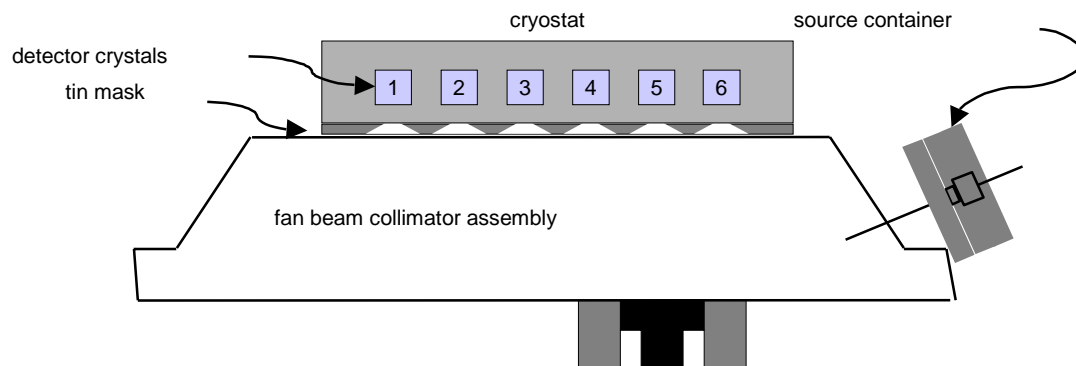 cryostat
source container
detector crystals
tin mask
1 2 3 4 5 6
fan beam collimator assembly